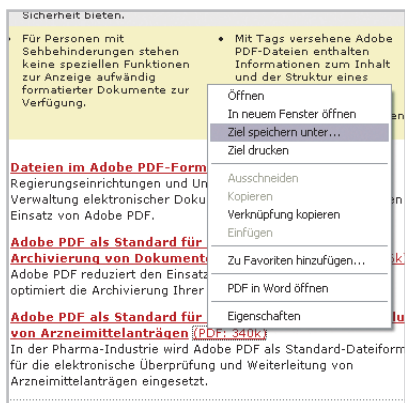 Sicherheit bieten.
Für Personen mit
Sehbehinderungen stehen
keine speziellen Funktionen
zur Anzeige aufwändig
formatierter Dokumente zur
Verfügung.
Mit Tags versehene Adobe
PDF-Dateien enthalten
Informationen zum Inhalt
und der Struktur eines
Öffnen
In neuem Fenster öffnen
Ziel speichern unter...
Ziel drucken
Ausschneiden
Kopieren
Verknüpfung kopieren
Einfügen
Zu Favoriten hinzufügen...
PDF in Word öffnen
Eigenschaften
Dateien im Adobe PDF-Form
Regierungseinrichtungen und Un
Verwaltung elektronischer Doku
Einsatz von Adobe PDF.
Adobe PDF als Standard für
Archivierung von Dokument
Adobe PDF reduziert den Einsatz
optimiert die Archivierung Ihrer
Adobe PDF als Standard für
von Arzneimittelanträgen (PDF: 340k)
In der Pharma-Industrie wird Adobe PDF als Standard-Dateiform
für die elektronische Überprüfung und Weiterleitung von
Arzneimittelanträgen eingesetzt.